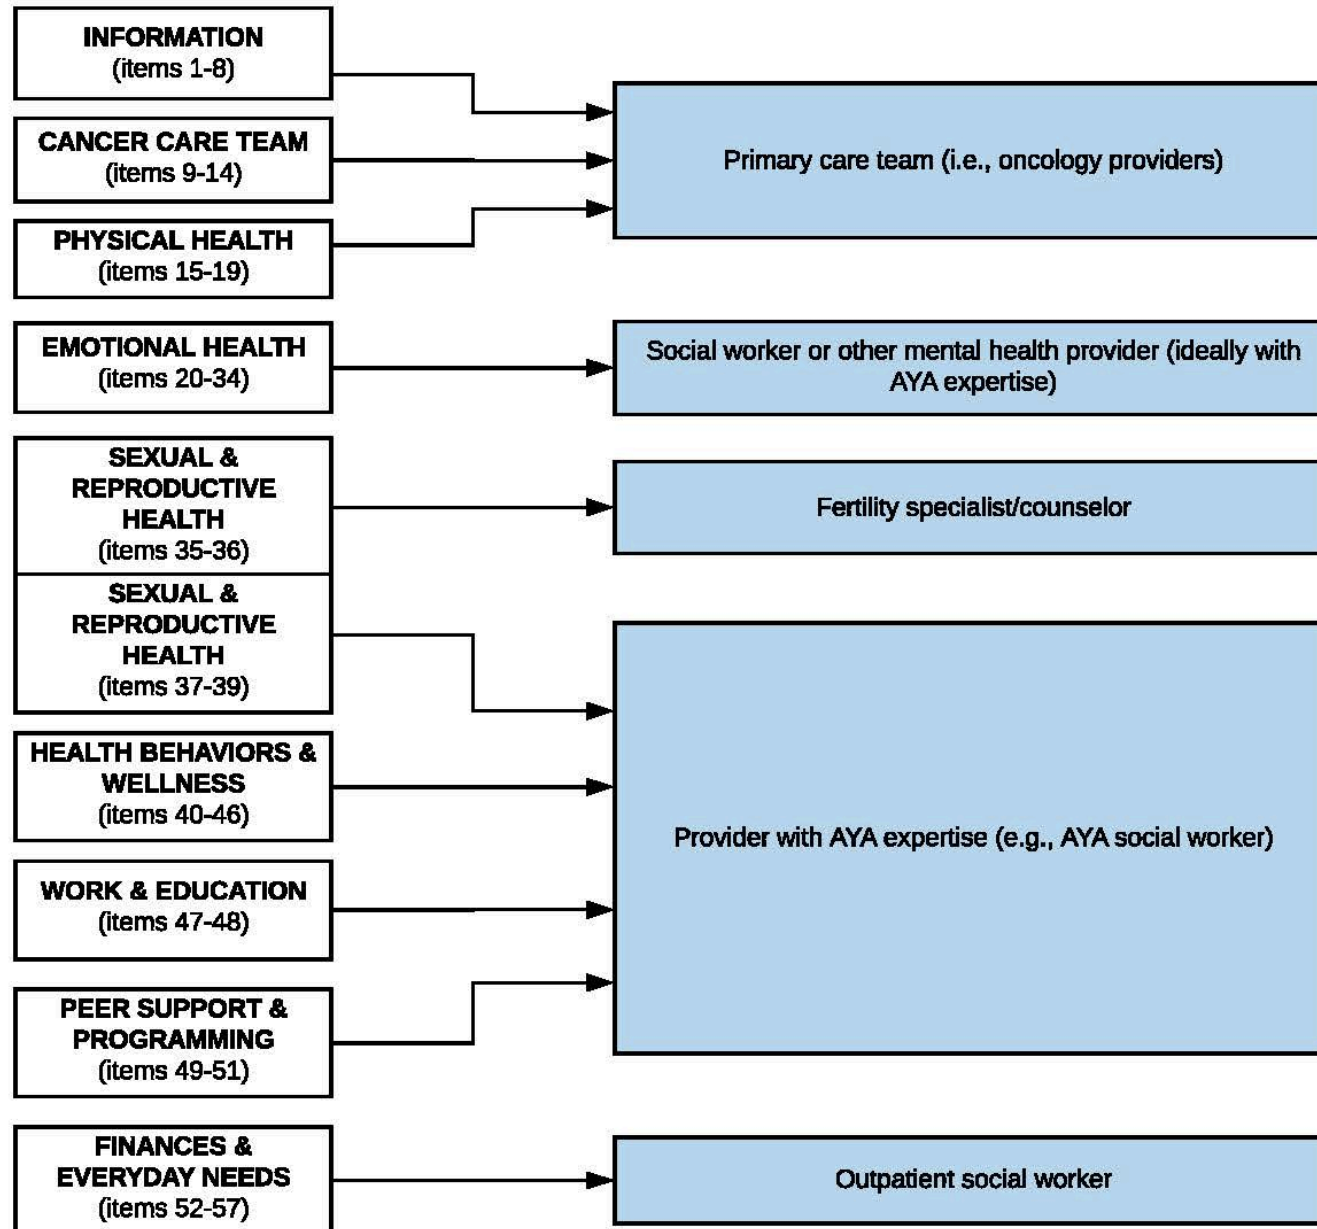 INFORMATION
(items 1-8)
CANCER CARE TEAM
(items 9-14)
PHYSICAL HEALTH
(items 15-19)
Primary care team (i.e., oncology providers)
EMOTIONAL HEALTH
(items 20-34)
Social worker or other mental health provider (ideally with
AYA expertise)
SEXUAL &
REPRODUCTIVE
HEALTH
(items 35-36)
Fertility specialist/counselor
SEXUAL &
REPRODUCTIVE
HEALTH
(items 37-39)
HEALTH BEHAVIORS &
WELLNESS
(items 40-46)
WORK & EDUCATION
(items 47-48)
PEER SUPPORT &
PROGRAMMING
(items 49-51)
Provider with AYA expertise (e.g., AYA social worker)
FINANCES &
EVERYDAY NEEDS
(items 52-57)
Outpatient social worker